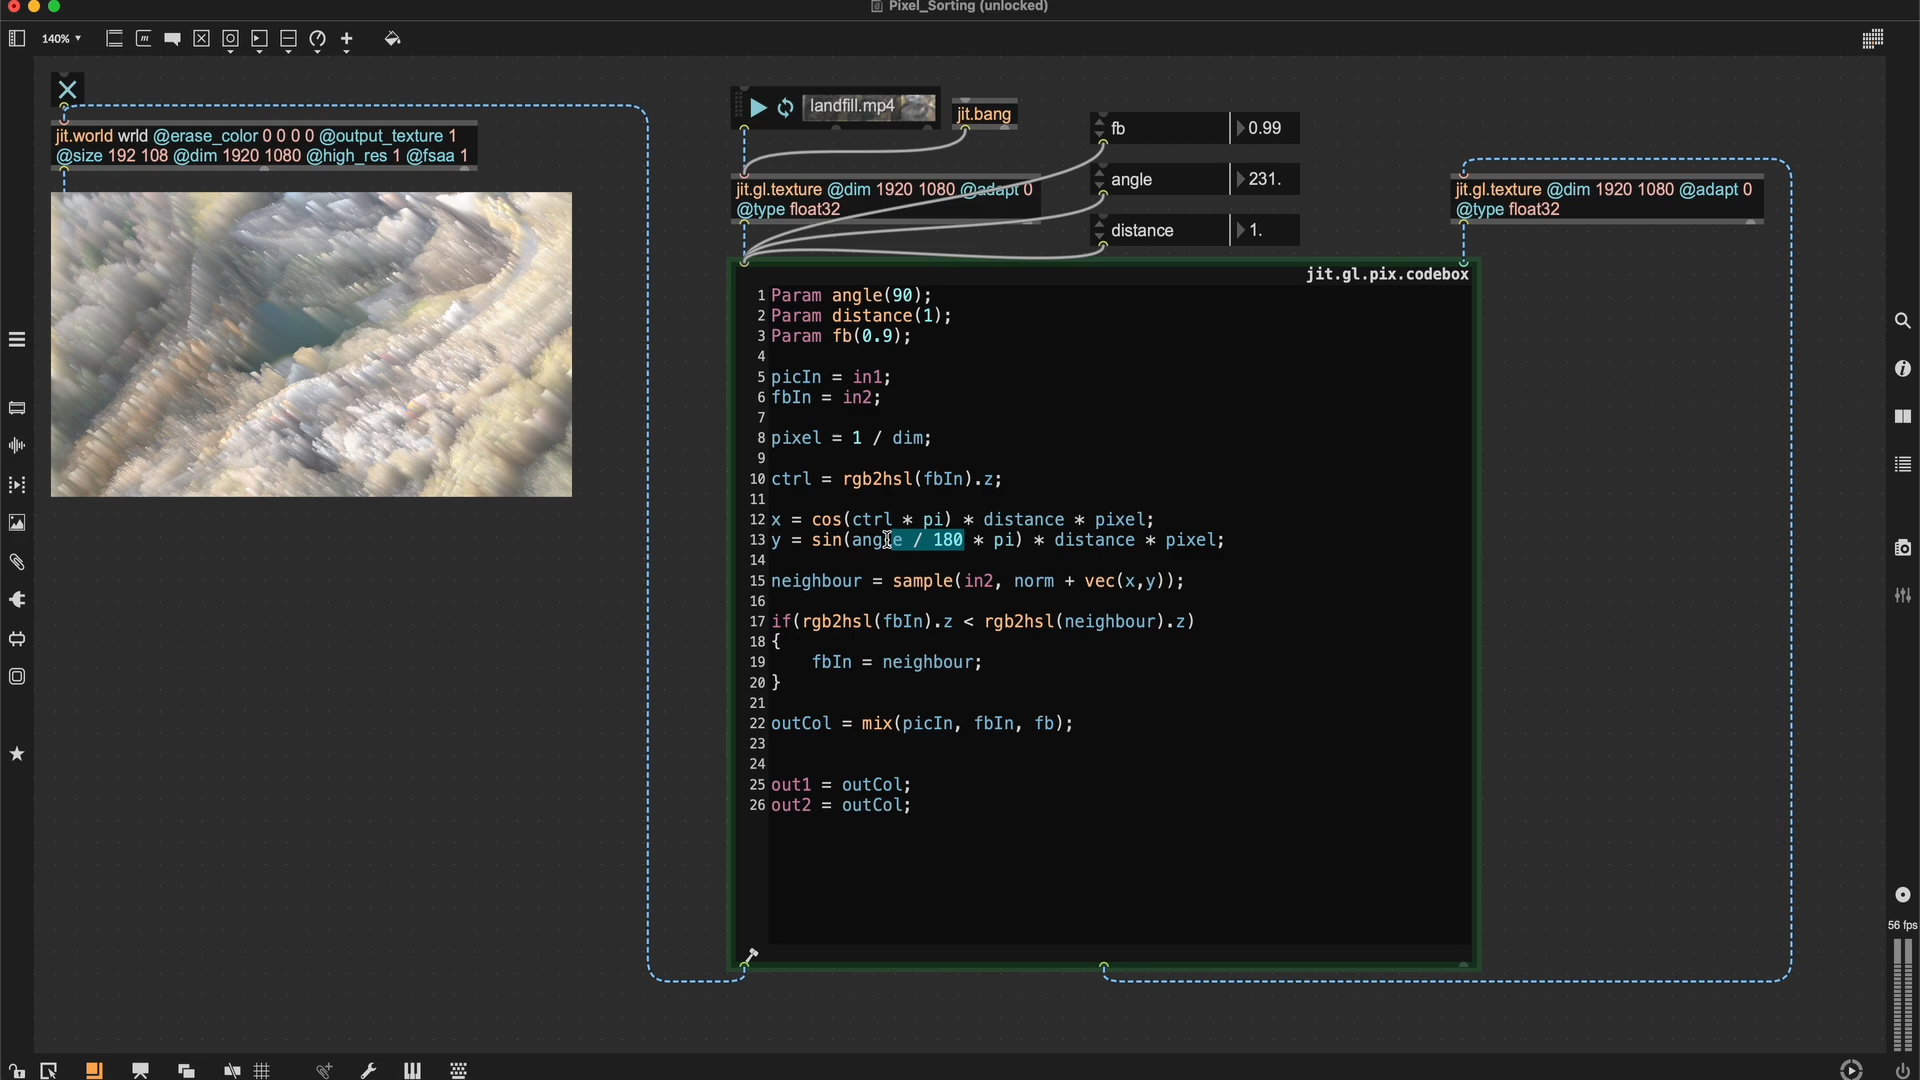 Pixel_Sorting (unlocked)
140%
jit.world wrld @erase_color 0 0 0 0 @output_texture 1
@size 192 108 @dim 1920 1080 @high_res 1 @fsaa 1
landfill.mp4
jit.bang
jit.gl.texture @dim 1920 1080 @adapt 0
@type float32
fb 0.99
angle 231.
distance 1.
jit.gl.texture @dim 1920 1080 @adapt 0
@type float32
jit.gl.pix.codebox
1 Param angle(90);
2 Param distance(1);
3 Param fb(0.9);
4
5 picIn = in1;
6 fbIn = in2;
7
8 pixel = 1 / dim;
9
10 ctrl = rgb2hsl(fbIn).z;
11
12 x = cos(ctrl * pi) * distance * pixel;
13 y = sin(angle / 180 * pi) * distance * pixel;
14
15 neighbour = sample(in2, norm + vec(x,y));
16
17 if(rgb2hsl(fbIn).z < rgb2hsl(neighbour).z)
18 {
19 fbIn = neighbour;
20 }
21
22 outCol = mix(picIn, fbIn, fb);
23
24
25 out1 = outCol;
26 out2 = outCol;
56 fps